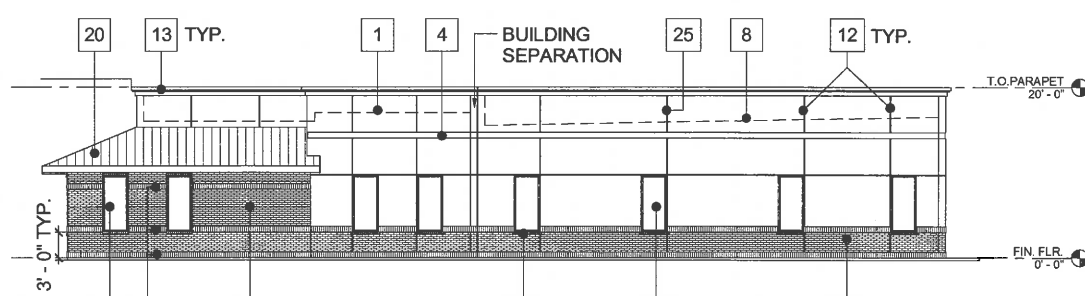 20
13 TYP.
1
4
BUILDING
SEPARATION
25
8
12 TYP.
T.O.PARAPET
20' - 0"
3' - 0" TYP.
FIN. FLR.
0' - 0"